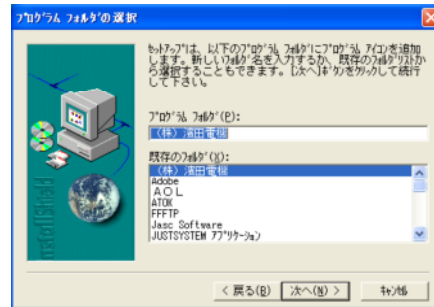 ﾌﾟﾛｸﾞﾗﾑ ﾌｫﾙﾀﾞの選択
ｾｯﾄｱｯﾌﾟは、以下のﾌﾟﾛｸﾞﾗﾑ ﾌｫﾙﾀﾞにﾌﾟﾛｸﾞﾗﾑ ｱｲｺﾝを追加
します。新しいﾌｫﾙﾀﾞ名を入力するか、既存のﾌｫﾙﾀﾞﾘｽﾄか
ら選択することもできます。[次へ]ﾎﾞﾀﾝをｸﾘｯｸして続行
して下さい。
ﾌﾟﾛｸﾞﾗﾑ ﾌｫﾙﾀﾞ(P):
（株）濱田電機
既存のﾌｫﾙﾀﾞ(X):
（株）濱田電機
Adobe
ＡＯＬ
ATOK
FFFTP
Jasc Software
JUSTSYSTEM ｱﾌﾟﾘｹｰｼｮﾝ
InstallShield
< 戻る(B)
次へ(N) >
ｷｬﾝｾﾙ